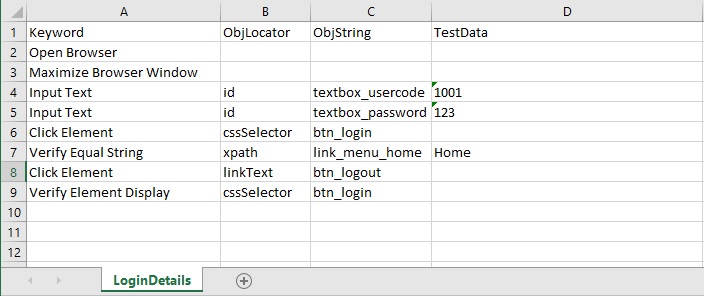 A B C D
1 Keyword ObjLocator ObjString TestData
2 Open Browser
3 Maximize Browser Window
4 Input Text id textbox_usercode 1001
5 Input Text id textbox_password 123
6 Click Element cssSelector btn_login
7 Verify Equal String xpath link_menu_home Home
8 Click Element linkText btn_logout
9 Verify Element Display cssSelector btn_login
10
11
12
LoginDetails